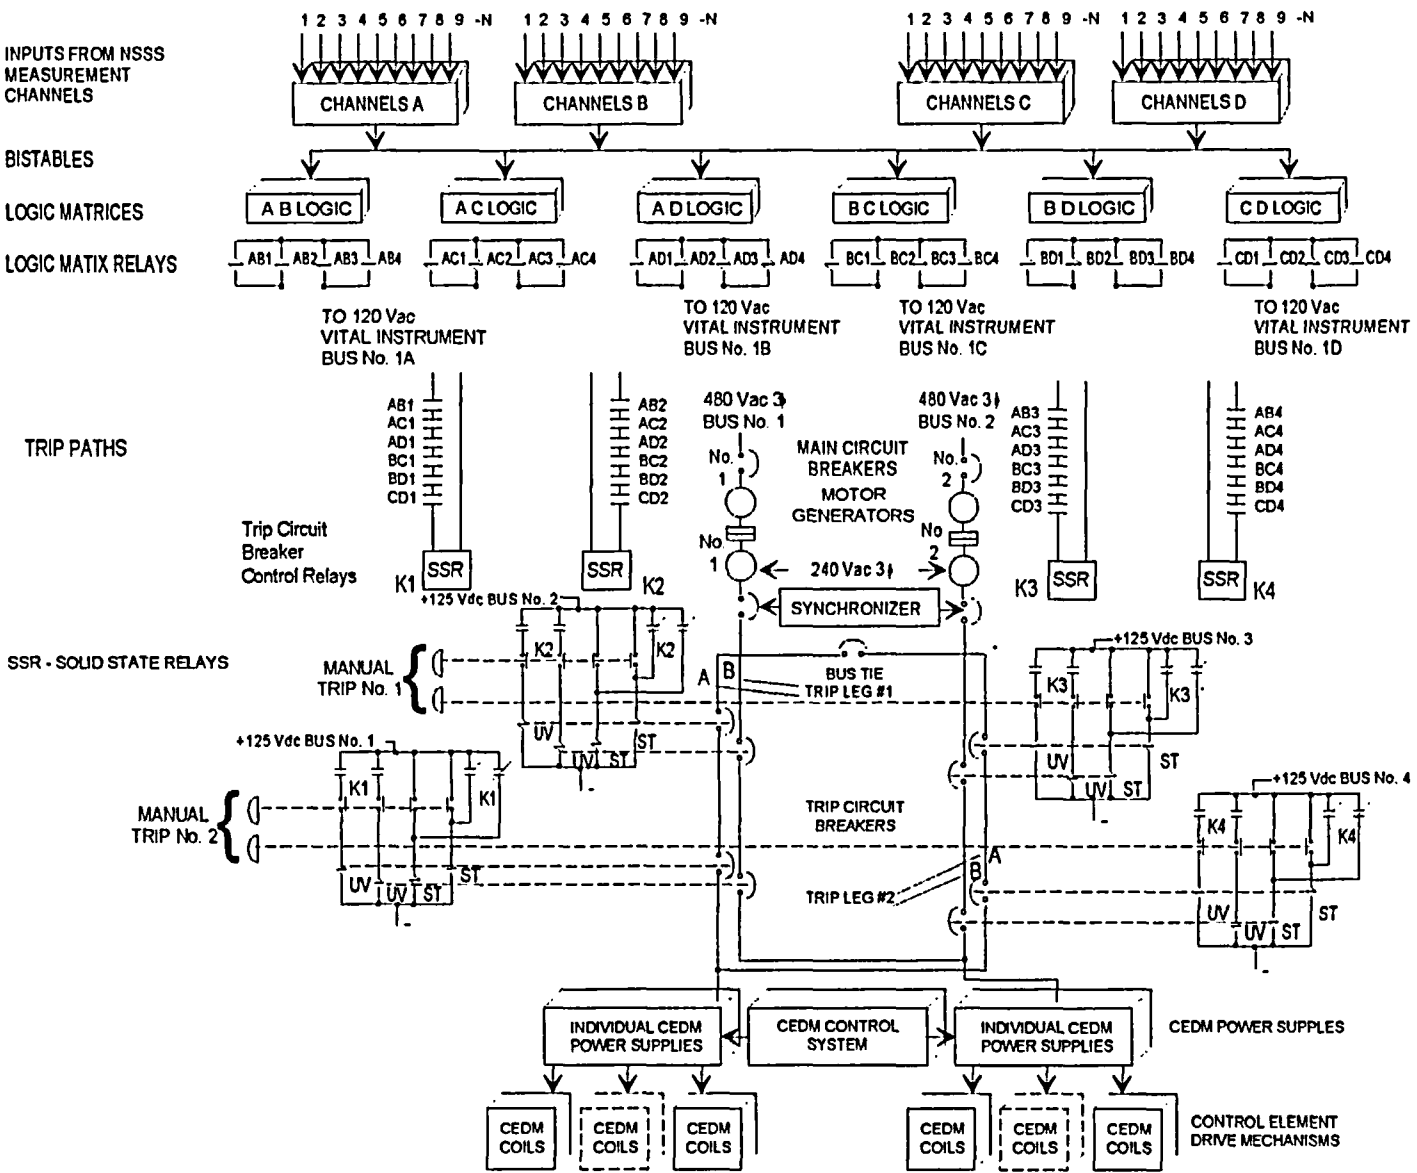 1 2 3 4 5 6 7 8 9 -N
1 2 3 4 5 6 7 8 9 -N
1 2 3 4 5 6 7 8 9 -N
1 2 3 4 5 6 7 8 9 -N
INPUTS FROM NSSS
MEASUREMENT
CHANNELS
CHANNELS A
CHANNELS B
CHANNELS C
CHANNELS D
BISTABLES
LOGIC MATRICES
A B LOGIC
A C LOGIC
A D LOGIC
B C LOGIC
B D LOGIC
C D LOGIC
LOGIC MATIX RELAYS
AB1 AB2 AB3 AB4
AC1 AC2 AC3 AC4
AD1 AD2 AD3 AD4
BC1 BC2 BC3 BC4
BD1 BD2 BD3 BD4
CD1 CD2 CD3 CD4
TO 120 Vac
VITAL INSTRUMENT
BUS No. 1A
TO 120 Vac
VITAL INSTRUMENT
BUS No. 1B
TO 120 Vac
VITAL INSTRUMENT
BUS No. 1C
TO 120 Vac
VITAL INSTRUMENT
BUS No. 1D
TRIP PATHS
AB1
AC1
AD1
BC1
BD1
CD1
AB2
AC2
AD2
BC2
BD2
CD2
480 Vac 3ϕ
BUS No. 1
480 Vac 3ϕ
BUS No. 2
AB3
AC3
AD3
BC3
BD3
CD3
AB4
AC4
AD4
BC4
BD4
CD4
No.
1
MAIN CIRCUIT
BREAKERS
No.
2
MOTOR
GENERATORS
No.
1
No
2
240 Vac 3ϕ
SYNCHRONIZER
Trip Circuit
Breaker
Control Relays
K1
SSR
SSR
K2
K3
SSR
SSR
K4
SSR - SOLID STATE RELAYS
+125 Vdc BUS No. 2
K2
K2
MANUAL
TRIP No. 1
UV
UV
ST
ST
A
B
BUS TIE
TRIP LEG #1
+125 Vdc BUS No. 3
K3
K3
UV
UV
ST
ST
+125 Vdc BUS No. 1
K1
K1
MANUAL
TRIP No. 2
UV
UV
ST
ST
TRIP CIRCUIT
BREAKERS
A
B
TRIP LEG #2
+125 Vdc BUS No. 4
K4
K4
UV
UV
ST
ST
INDIVIDUAL CEDM
POWER SUPPLIES
CEDM CONTROL
SYSTEM
INDIVIDUAL CEDM
POWER SUPPLIES
CEDM POWER SUPPLES
CEDM
COILS
CEDM
COILS
CEDM
COILS
CEDM
COILS
CEDM
COILS
CEDM
COILS
CONTROL ELEMENT
DRIVE MECHANISMS